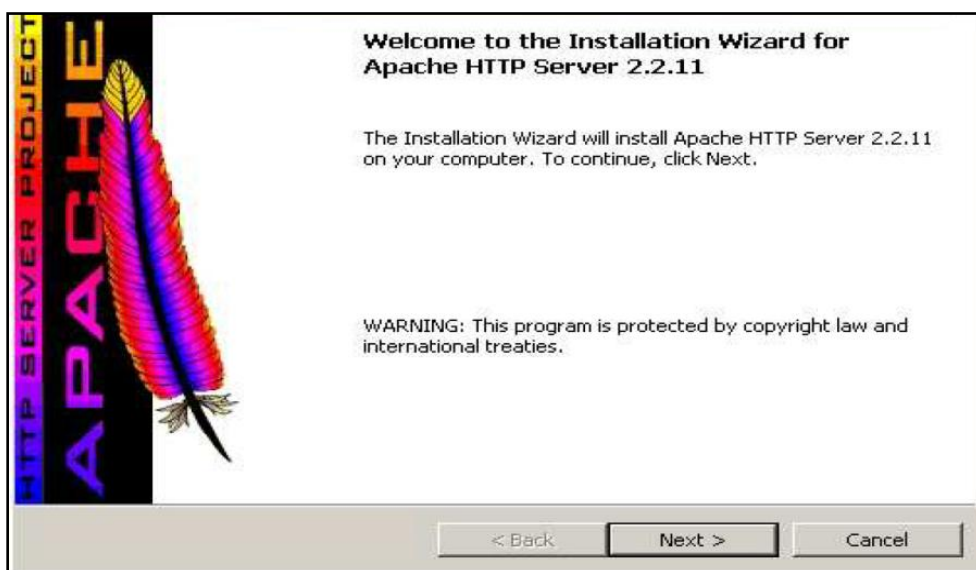 HTTP SERVER PROJECT
APACHE
Welcome to the Installation Wizard for
Apache HTTP Server 2.2.11
The Installation Wizard will install Apache HTTP Server 2.2.11
on your computer. To continue, click Next.
WARNING: This program is protected by copyright law and
international treaties.
< Back
Next >
Cancel